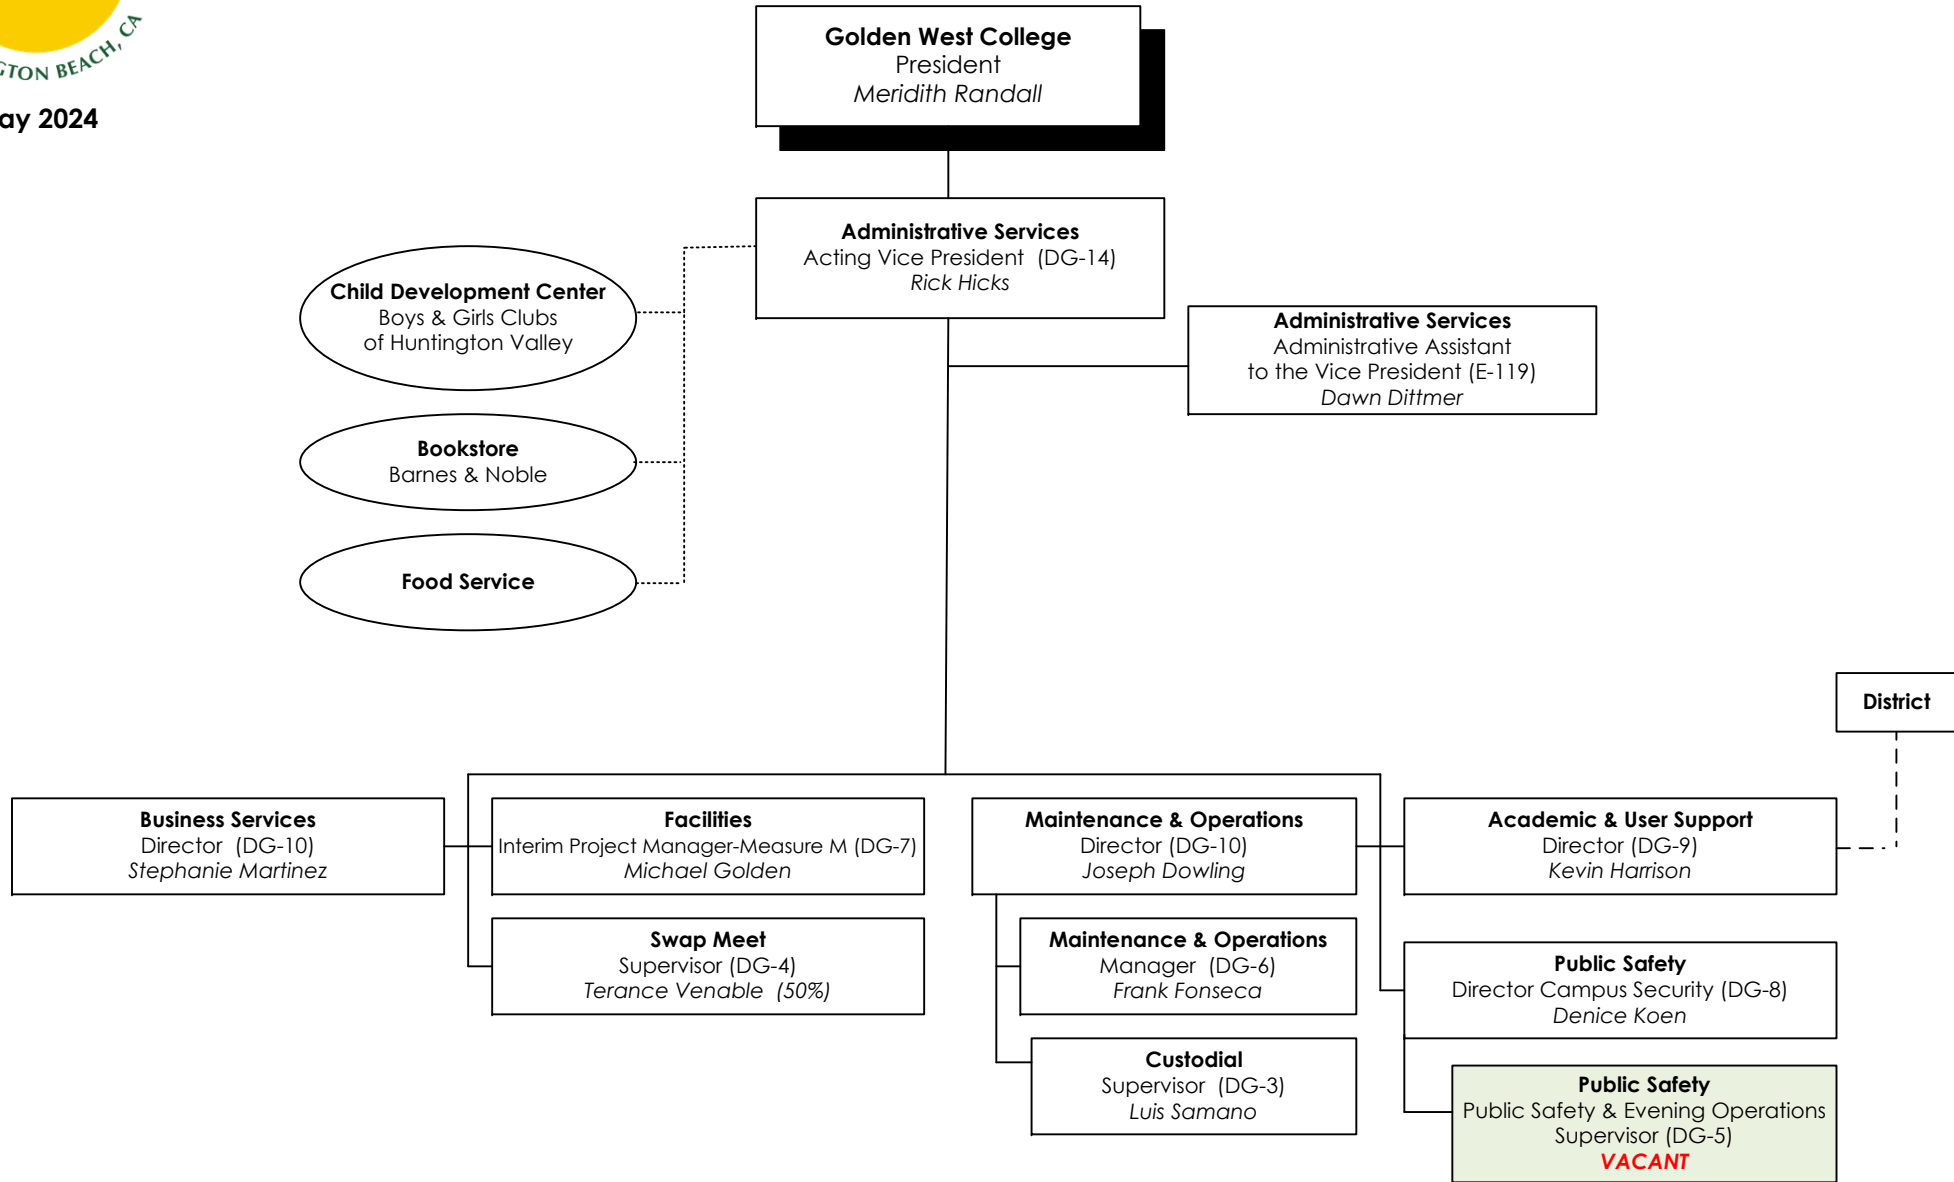 GTON BEACH, CA
ay 2024
Golden West College
President
Meridith Randall
Administrative Services
Acting Vice President (DG-14)
Rick Hicks
Child Development Center
Boys & Girls Clubs
of Huntington Valley
Administrative Services
Administrative Assistant
to the Vice President (E-119)
Dawn Dittmer
Bookstore
Barnes & Noble
Food Service
District
Business Services
Director (DG-10)
Stephanie Martinez
Facilities
Interim Project Manager-Measure M (DG-7)
Michael Golden
Maintenance & Operations
Director (DG-10)
Joseph Dowling
Academic & User Support
Director (DG-9)
Kevin Harrison
Swap Meet
Supervisor (DG-4)
Terance Venable (50%)
Maintenance & Operations
Manager (DG-6)
Frank Fonseca
Public Safety
Director Campus Security (DG-8)
Denice Koen
Custodial
Supervisor (DG-3)
Luis Samano
Public Safety
Public Safety & Evening Operations
Supervisor (DG-5)
VACANT